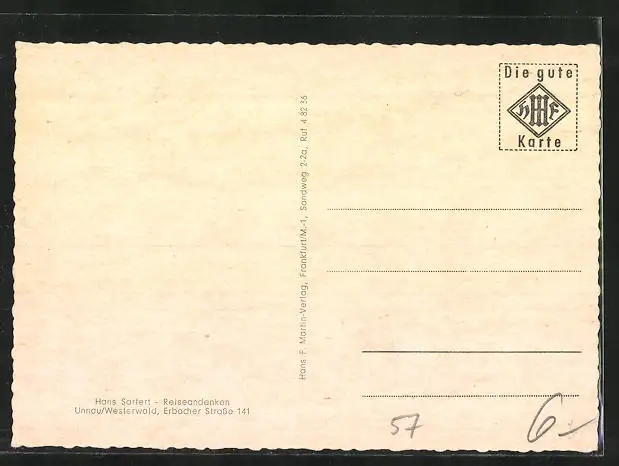 Die gute
HMF
Karte
Hans F. Martin-Verlag, Frankfurt/M.-1, Sandweg 2-2a, Ruf 4 82 36
Hans Sartert - Reiseandenken
Unnau/Westerwald, Erbacher Straße 141
57
6.-